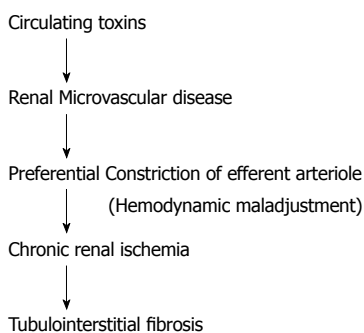 Circulating toxins
Renal Microvascular disease
Preferential Constriction of efferent arteriole
(Hemodynamic maladjustment)
Chronic renal ischemia
Tubulointerstitial fibrosis